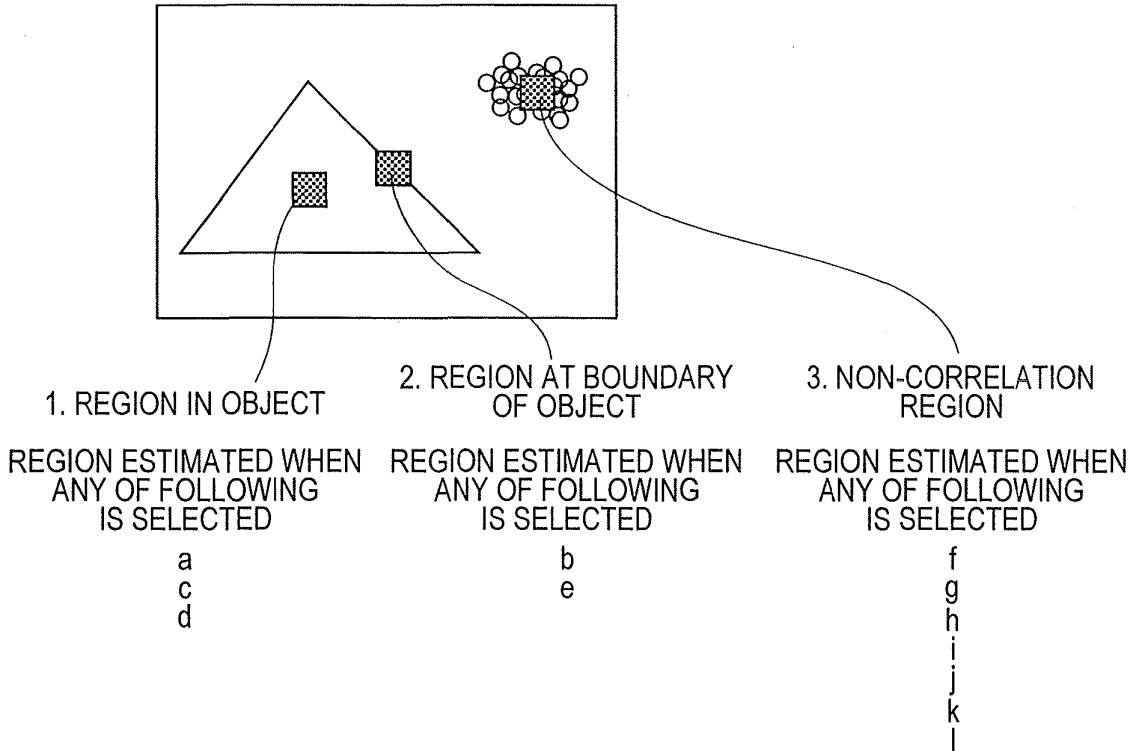 1. REGION IN OBJECT
REGION ESTIMATED WHEN
ANY OF FOLLOWING
IS SELECTED
a
c
d
2. REGION AT BOUNDARY
OF OBJECT
REGION ESTIMATED WHEN
ANY OF FOLLOWING
IS SELECTED
b
e
3. NON-CORRELATION
REGION
REGION ESTIMATED WHEN
ANY OF FOLLOWING
IS SELECTED
f
g
h
i
j
k
l